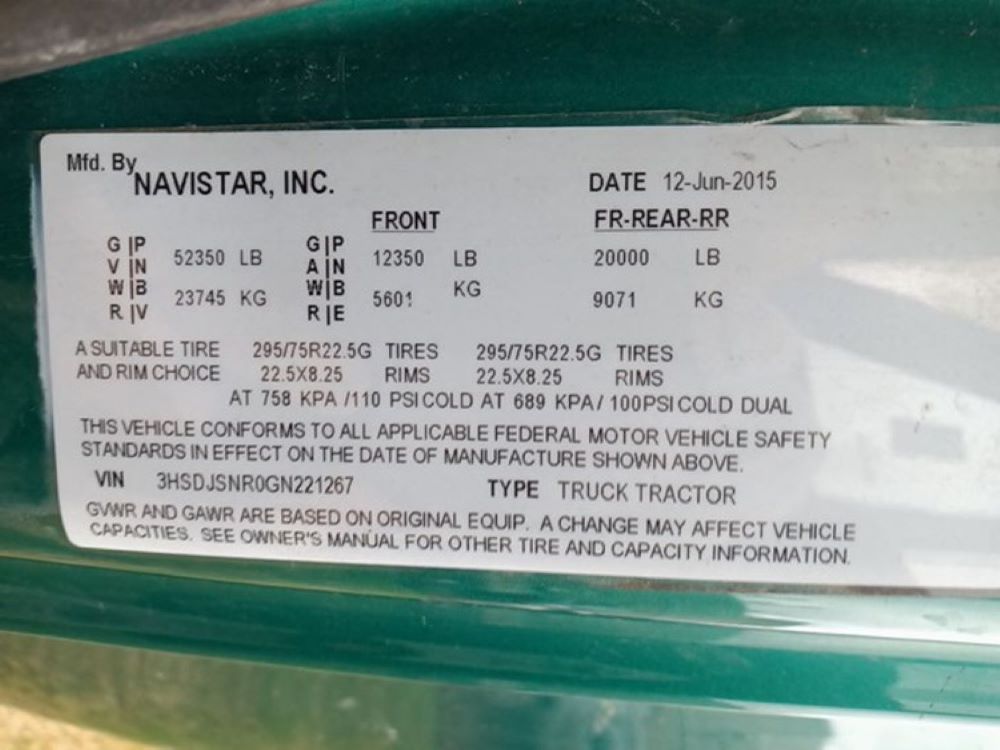 Mfd. By
NAVISTAR, INC. DATE 12-Jun-2015
FRONT FR-REAR-RR
G|P G|P
V|N 52350 LB A|N 12350 LB 20000 LB
W|B 23745 KG W|B 5601 KG 9071 KG
R|V R|E
A SUITABLE TIRE 295/75R22.5G TIRES 295/75R22.5G TIRES
AND RIM CHOICE 22.5X8.25 RIMS 22.5X8.25 RIMS
AT 758 KPA /110 PSI COLD AT 689 KPA/ 100PSI COLD DUAL
THIS VEHICLE CONFORMS TO ALL APPLICABLE FEDERAL MOTOR VEHICLE SAFETY
STANDARDS IN EFFECT ON THE DATE OF MANUFACTURE SHOWN ABOVE.
VIN 3HSDJSNR0GN221267 TYPE TRUCK TRACTOR
GVWR AND GAWR ARE BASED ON ORIGINAL EQUIP. A CHANGE MAY AFFECT VEHICLE
CAPACITIES. SEE OWNER'S MANUAL FOR OTHER TIRE AND CAPACITY INFORMATION.